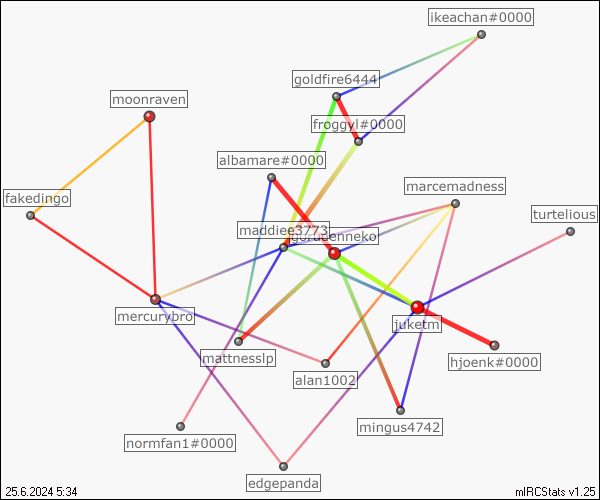 ikeachan#0000
goldfire6444
moonraven
froggyl#0000
albamare#0000
marcemadness
fakedingo
turtelious
maddiee3773
mercurybro
juketm
mattnesslp
hjoenk#0000
alan1002
mingus4742
normfan1#0000
edgepanda
25.6.2024 5:34
mIRCStats v1.25